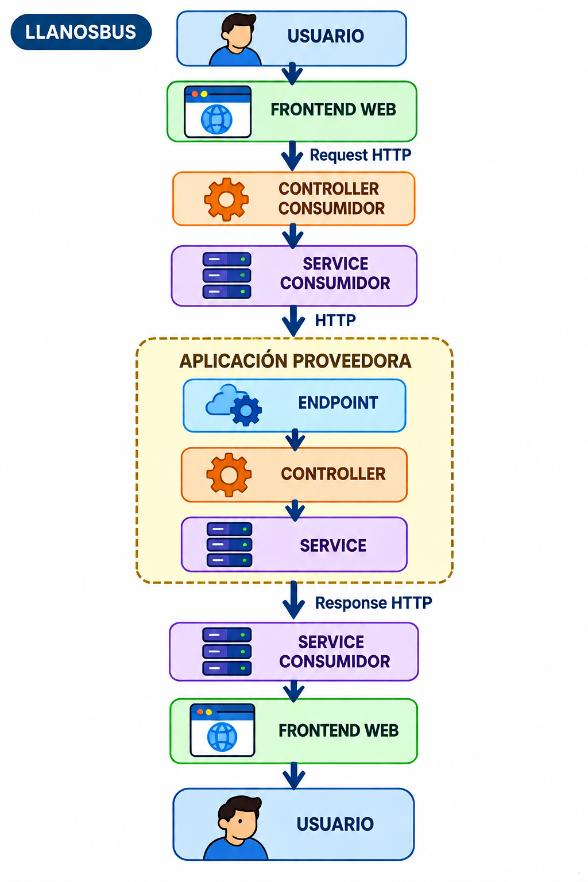 LLANOSBUS
USUARIO
FRONTEND WEB
Request HTTP
CONTROLLER
CONSUMIDOR
SERVICE
CONSUMIDOR
HTTP
APLICACIÓN PROVEEDORA
ENDPOINT
CONTROLLER
SERVICE
Response HTTP
SERVICE
CONSUMIDOR
FRONTEND WEB
USUARIO